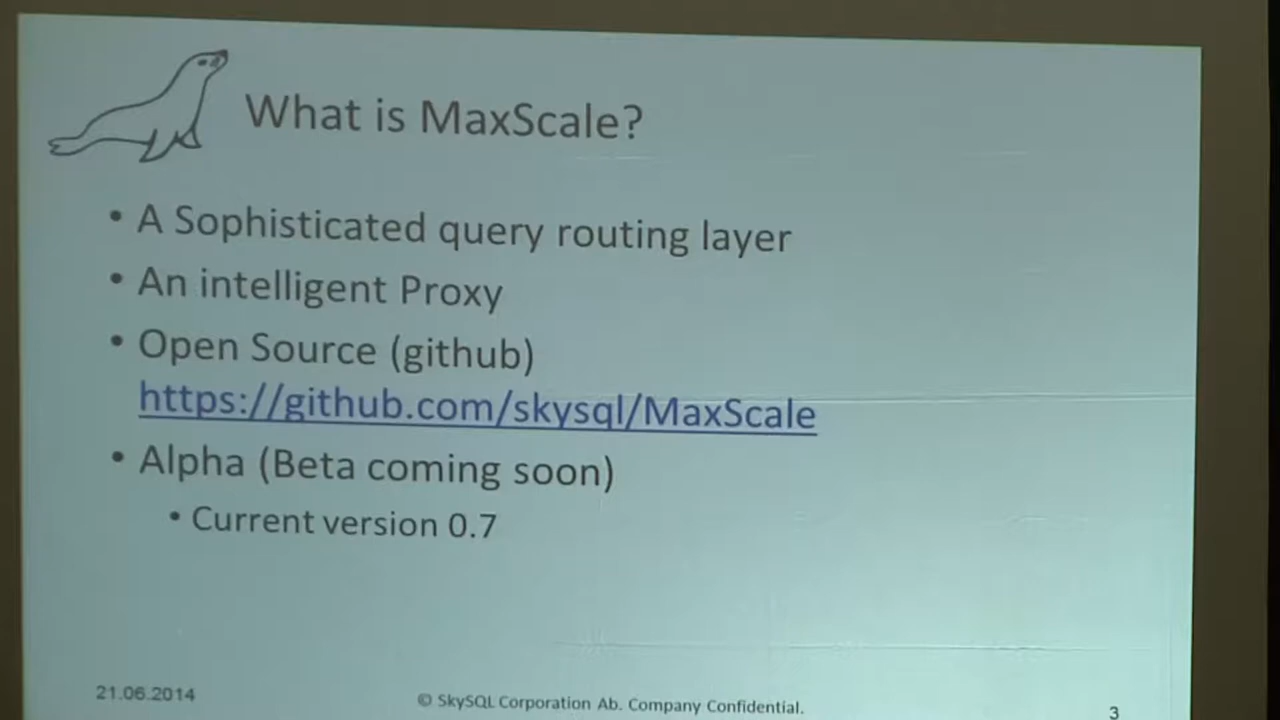 What is MaxScale?
• A Sophisticated query routing layer
• An intelligent Proxy
• Open Source (github)
https://github.com/skysql/MaxScale
• Alpha (Beta coming soon)
• Current version 0.7
21.06.2014
© SkySQL Corporation Ab. Company Confidential.
3